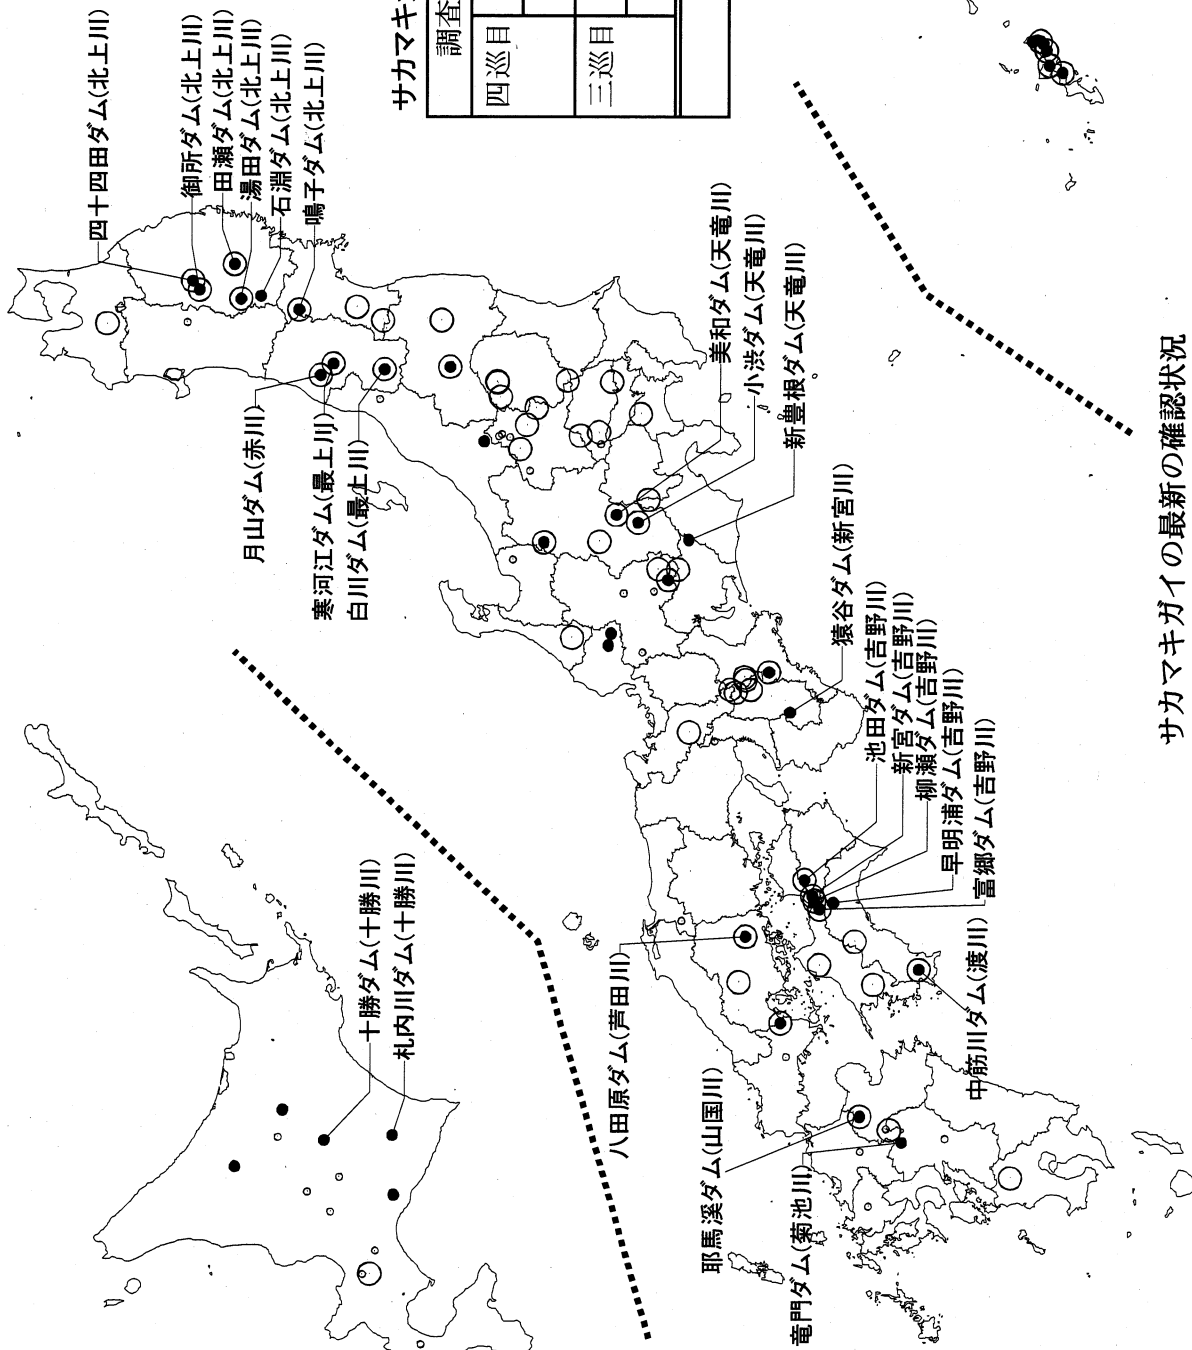 四十四田ダム(北上川)
御所ダム(北上川)
田瀬ダム(北上川)
湯田ダム(北上川)
石淵ダム(北上川)
鳴子ダム(北上川)
月山ダム(赤川)
寒河江ダム(最上川)
白川ダム(最上川)
サカマキ
調査
四巡目
三巡目
美和ダム(天竜川)
小渋ダム(天竜川)
新豊根ダム(天竜川)
猿谷ダム(新宮川)
池田ダム(吉野川)
新宮ダム(吉野川)
柳瀬ダム(吉野川)
早明浦ダム(吉野川)
富郷ダム(吉野川)
十勝ダム(十勝川)
札内川ダム(十勝川)
八田原ダム(芦田川)
中筋川ダム(渡川)
耶馬溪ダム(山国川)
竜門ダム(菊池川)
サカマキガイの最新の確認状況